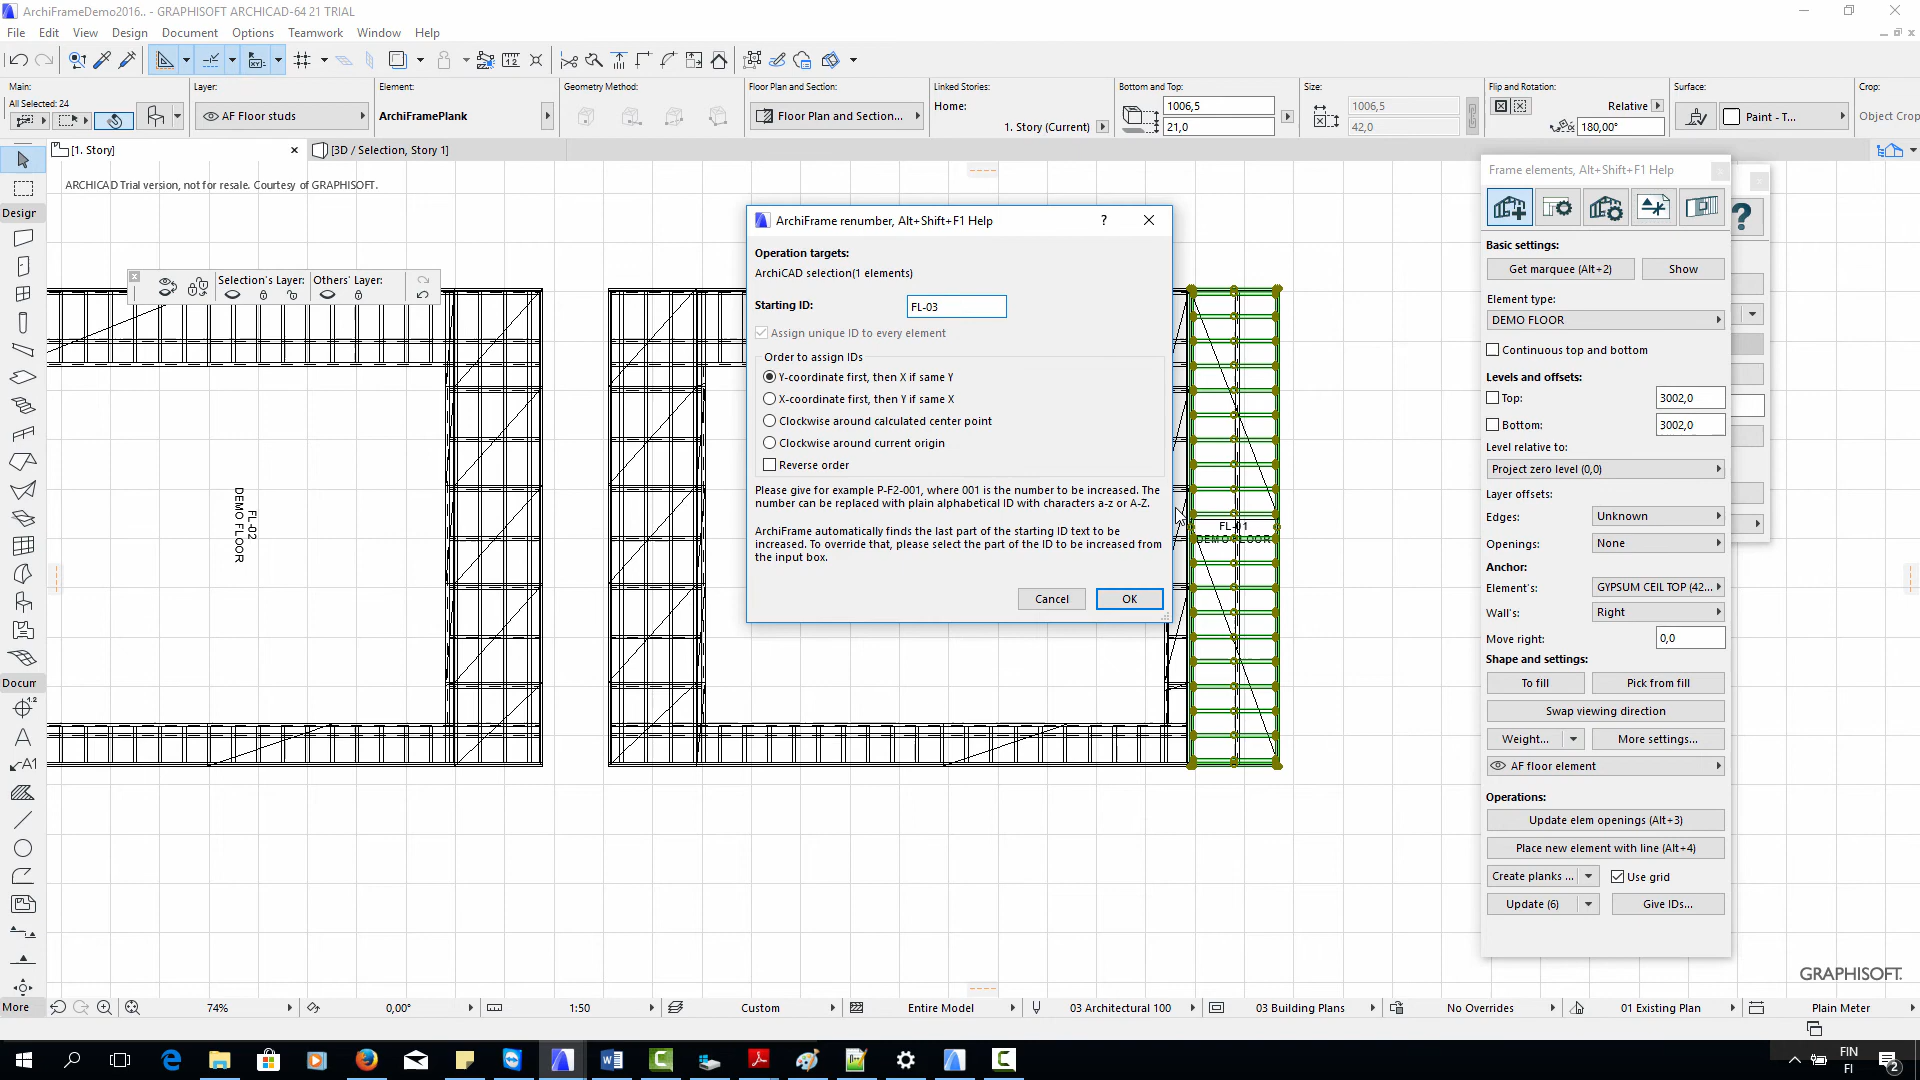 ArchiFrameDemo2016.. - GRAPHISOFT ARCHICAD-64 21 TRIAL
File Edit View Design Document Options Teamwork Window Help
Main:
All Selected: 24
Layer:
AF Floor studs
Element:
ArchiFramePlank
Geometry Method:
Floor Plan and Section:
Floor Plan and Section...
Linked Stories:
Home:
1. Story (Current)
Bottom and Top:
1006,5
21,0
Size:
1006,5
42,0
Flip and Rotation:
Relative
180,00°
Surface:
Paint - T...
Crop:
Object Crop
[1. Story]
[3D / Selection, Story 1]
ARCHICAD Trial version, not for resale. Courtesy of GRAPHISOFT.
Design
Selection's Layer:
Others' Layer:
FL-02
DEMO FLOOR
FL-01
DEMO FLOOR
Docum
1.2
A
A1
More
ArchiFrame renumber, Alt+Shift+F1 Help
?
Operation targets:
ArchiCAD selection(1 elements)
Starting ID:
FL-03
Assign unique ID to every element
Order to assign IDs
Y-coordinate first, then X if same Y
X-coordinate first, then Y if same X
Clockwise around calculated center point
Clockwise around current origin
Reverse order
Please give for example P-F2-001, where 001 is the number to be increased. The
number can be replaced with plain alphabetical ID with characters a-z or A-Z.
ArchiFrame automatically finds the last part of the starting ID text to be
increased. To override that, please select the part of the ID to be increased from
the input box.
Cancel
OK
Frame elements, Alt+Shift+F1 Help
?
Basic settings:
Get marquee (Alt+2)
Show
Element type:
DEMO FLOOR
Continuous top and bottom
Levels and offsets:
Top:
3002,0
Bottom:
3002,0
Level relative to:
Project zero level (0,0)
Layer offsets:
Edges:
Unknown
Openings:
None
Anchor:
Element's:
GYPSUM CEIL TOP (42...
Wall's:
Right
Move right:
0,0
Shape and settings:
To fill
Pick from fill
Swap viewing direction
Weight...
More settings...
AF floor element
Operations:
Update elem openings (Alt+3)
Place new element with line (Alt+4)
Create planks ...
Use grid
Update (6)
Give IDs...
GRAPHISOFT.
74%
0,00°
1:50
Custom
Entire Model
03 Architectural 100
03 Building Plans
No Overrides
01 Existing Plan
Plain Meter
FIN
FI
2